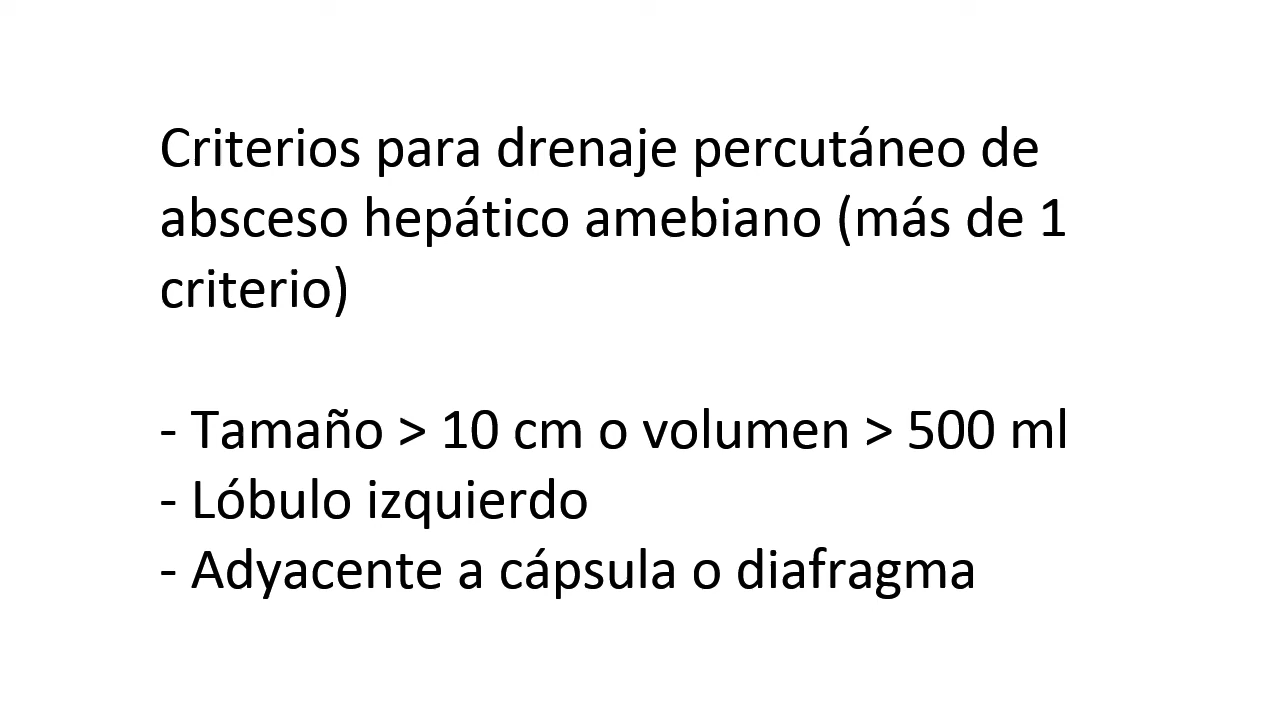 Criterios para drenaje percutáneo de
absceso hepático amebiano (más de 1
criterio)
- Tamaño > 10 cm o volumen > 500 ml
- Lóbulo izquierdo
- Adyacente a cápsula o diafragma